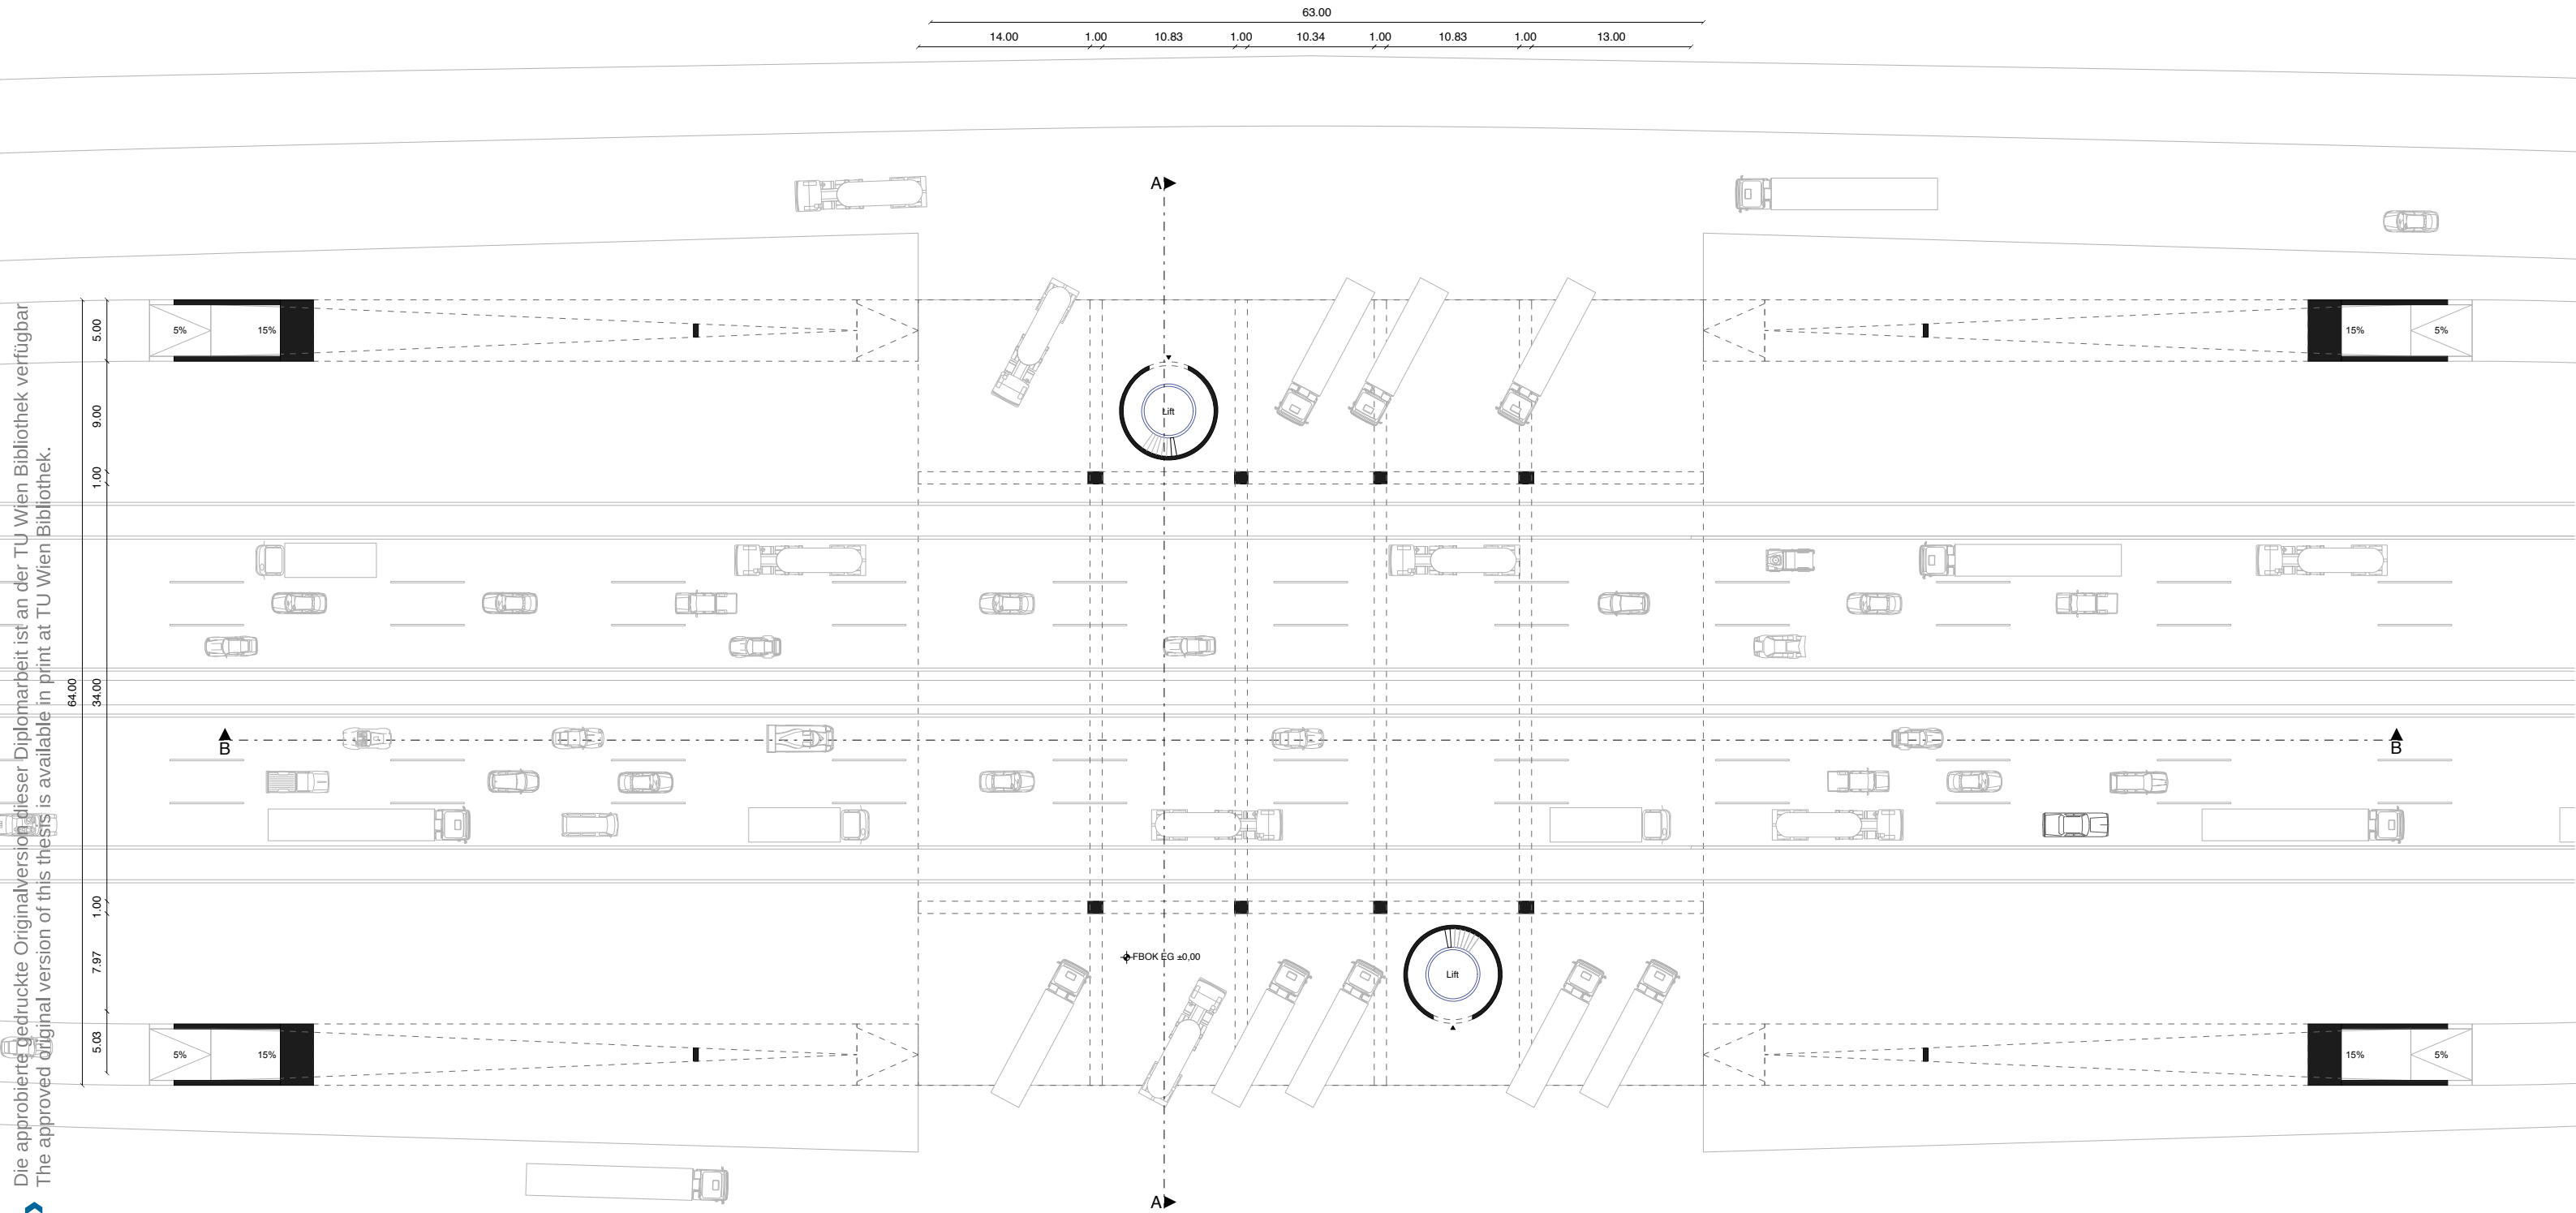 63.00
14.00 1.00 10.83 1.00 10.34 1.00 10.83 1.00 13.00
A
5% 15%
15% 5%
Lift
5.00
9.00
1.00
34.00
64.00
1.00
7.97
5.03
B
B
FBOK EG ±0,00
Lift
5% 15%
15% 5%
A
Die approbierte gedruckte Originalversion dieser Diplomarbeit ist an der TU Wien Bibliothek verfügbar
The approved original version of this thesis is available in print at TU Wien Bibliothek.